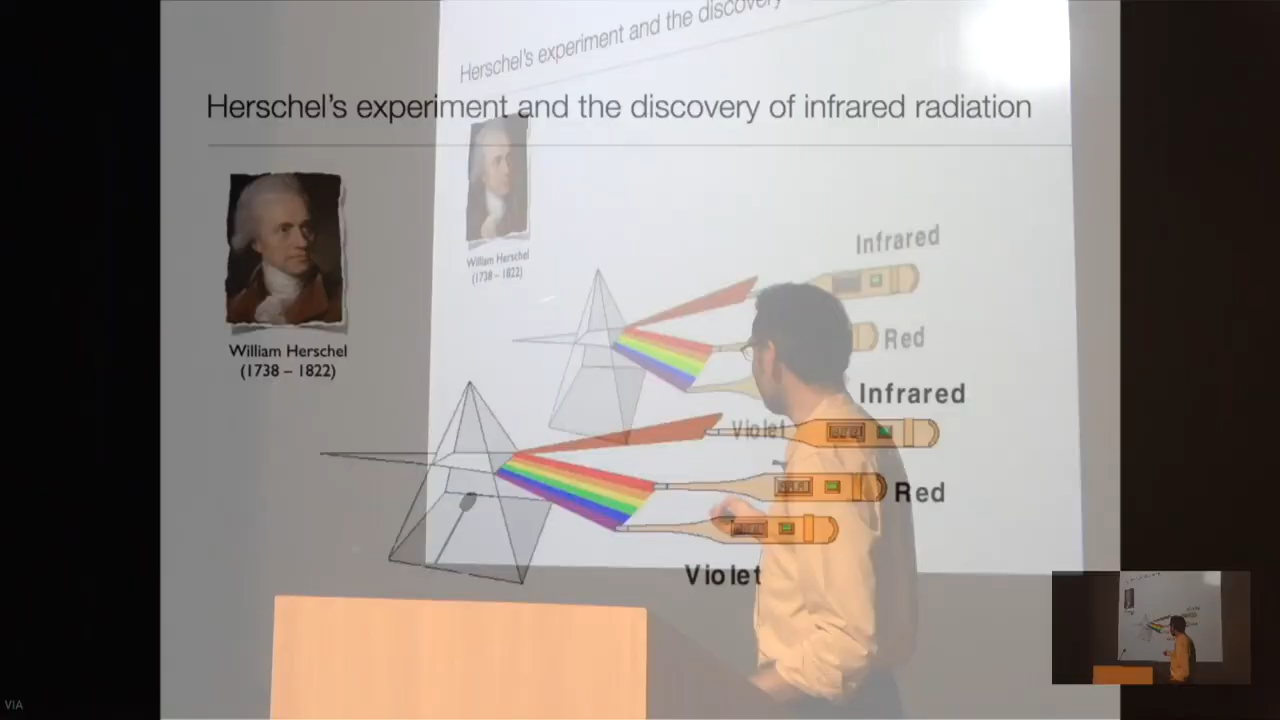 Herschel's experiment and the discovery
Herschel's experiment and the discovery of infrared radiation
William Herschel
(1738 – 1822)
Infrared
Red
Violet
William Herschel
(1738 – 1822)
Infrared
Red
Violet
VIA